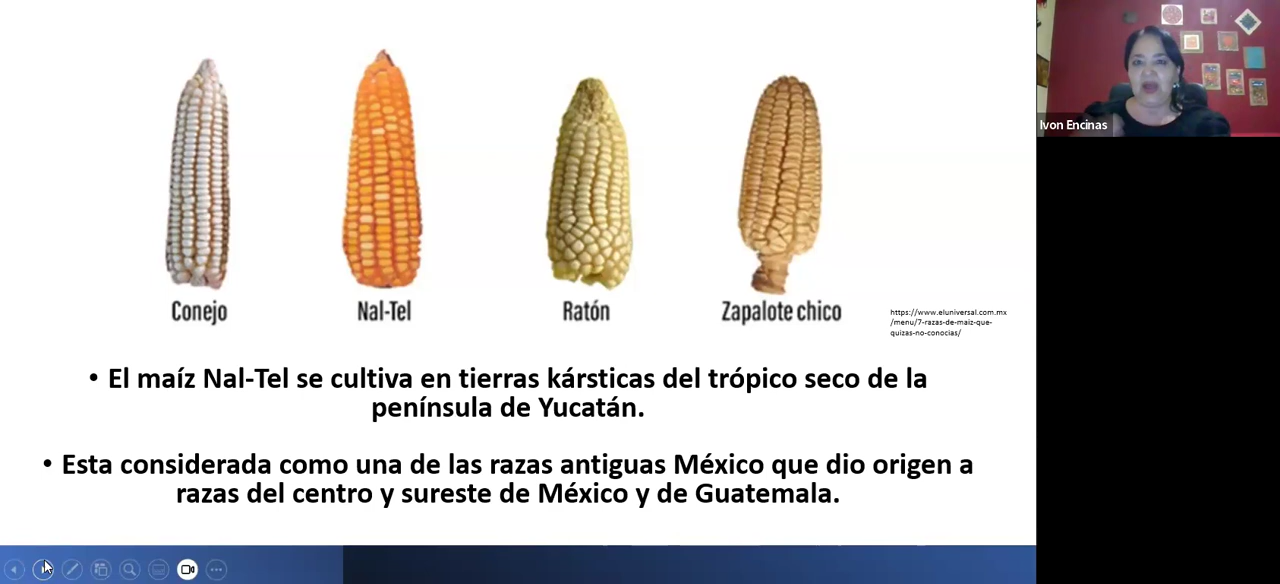 Ivon Encinas
Conejo
Nal-Tel
Ratón
Zapalote chico
https://www.eluniversal.com.mx
/menu/7-razas-de-maiz-que-
quizas-no-conocias/
• El maíz Nal-Tel se cultiva en tierras kársticas del trópico seco de la
península de Yucatán.
• Esta considerada como una de las razas antiguas México que dio origen a
razas del centro y sureste de México y de Guatemala.